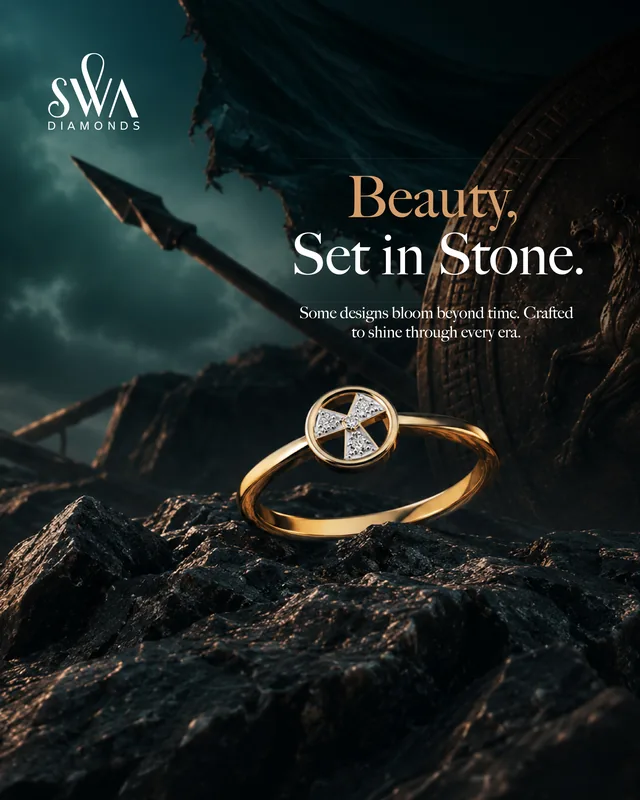 SWA
DIAMONDS
Beauty,
Set in Stone.
Some designs bloom beyond time. Crafted
to shine through every era.